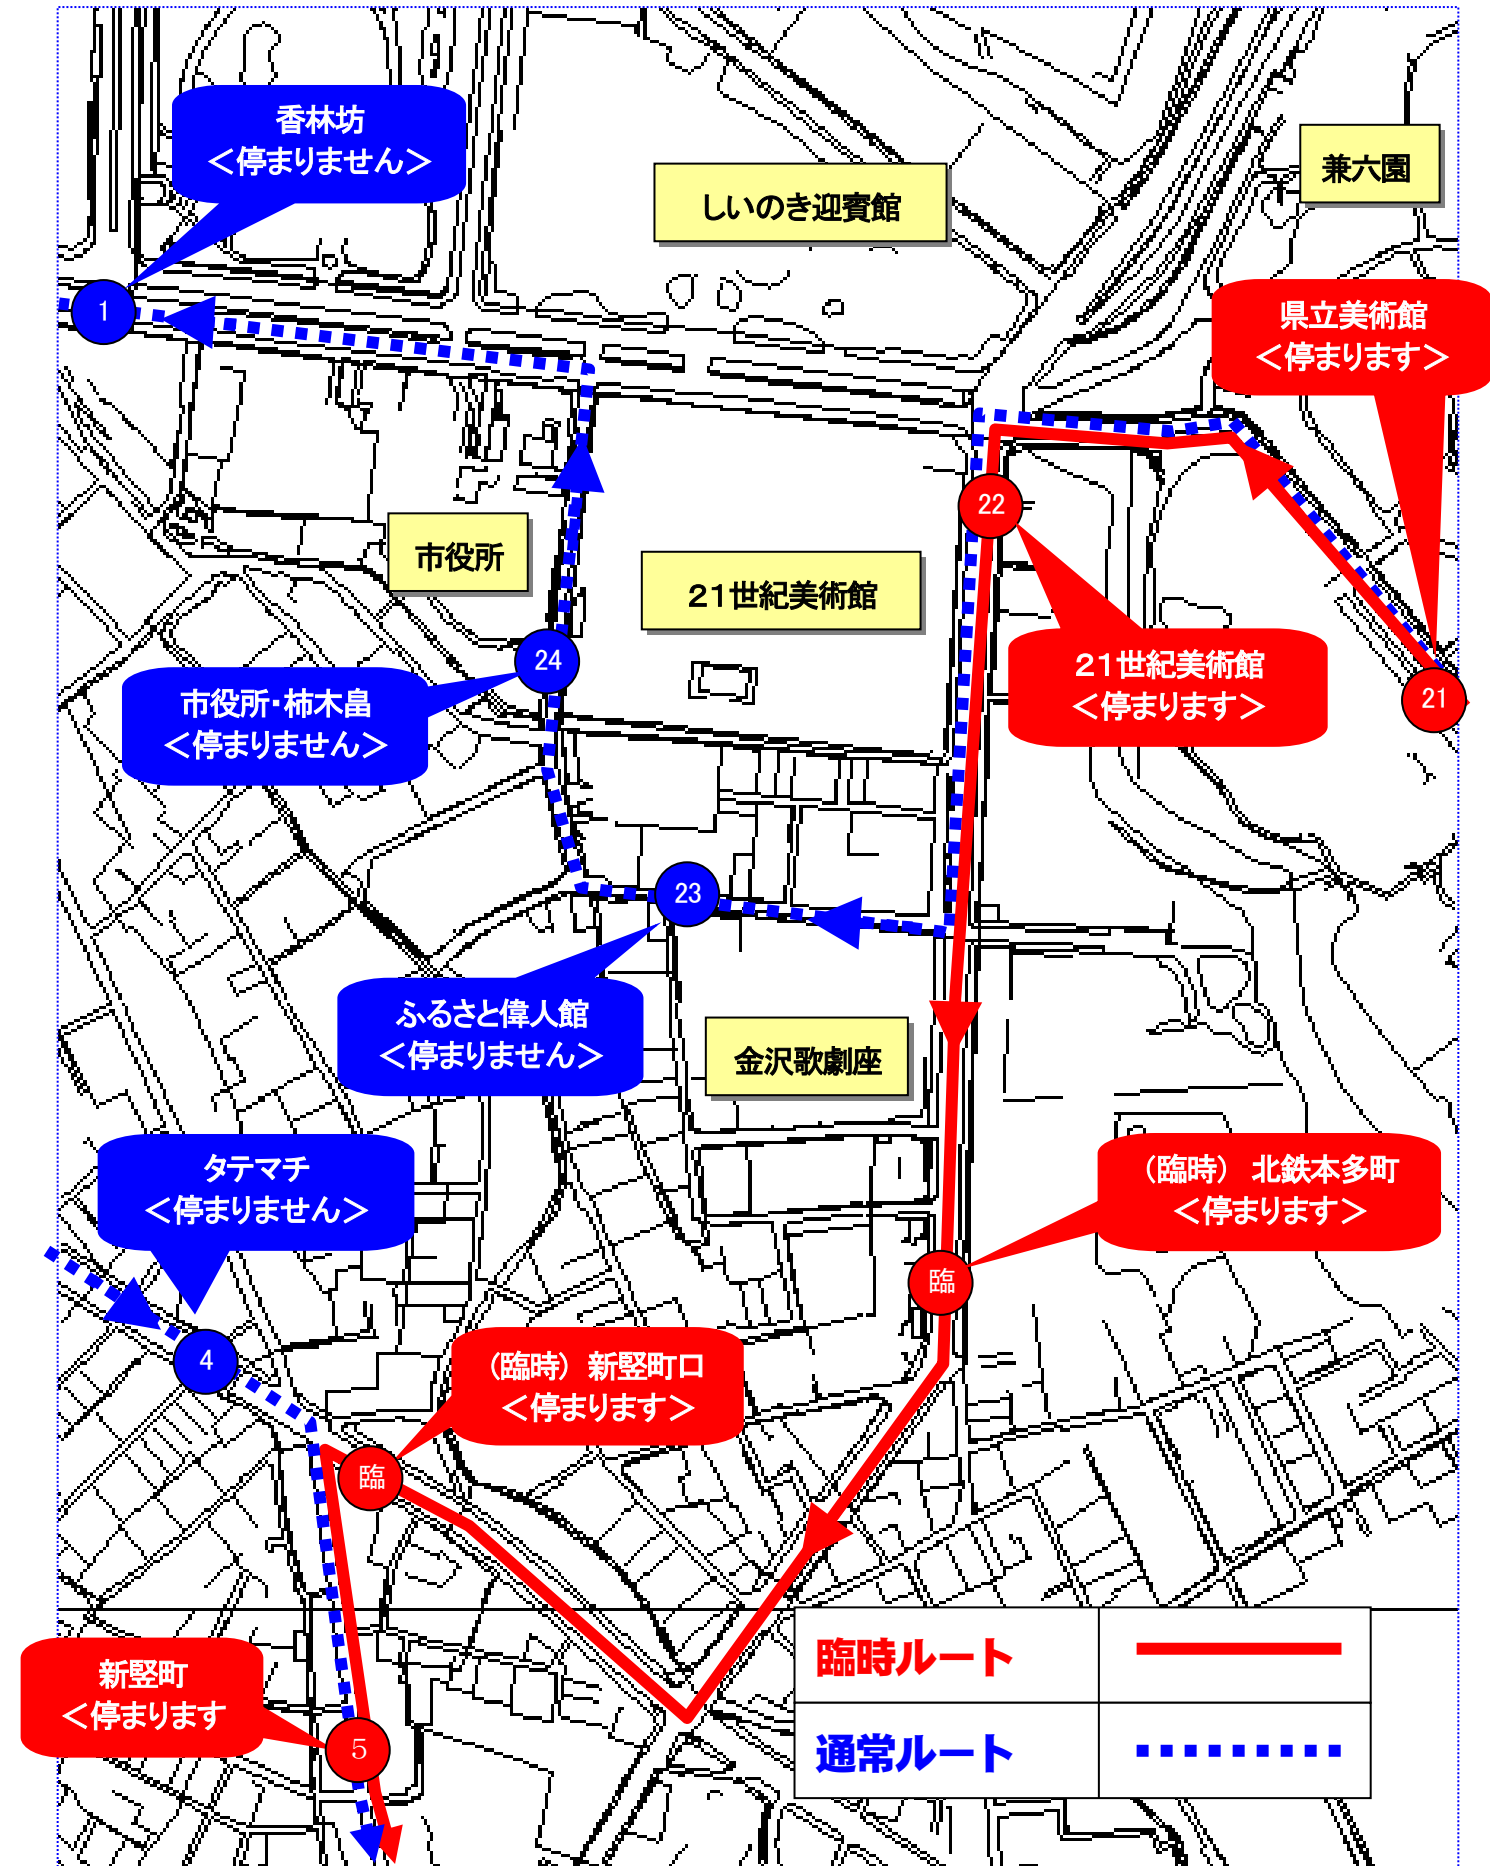 香林坊
＜停まりません＞
1
しいのき迎賓館
兼六園
県立美術館
＜停まります＞
22
市役所
21世紀美術館
24
21世紀美術館
＜停まります＞
21
市役所・柿木畠
＜停まりません＞
23
ふるさと偉人館
＜停まりません＞
金沢歌劇座
タテマチ
＜停まりません＞
（臨時） 北鉄本多町
＜停まります＞
臨
4
（臨時） 新竪町口
＜停まります＞
臨
新竪町
＜停まります
5
臨時ルート
通常ルート